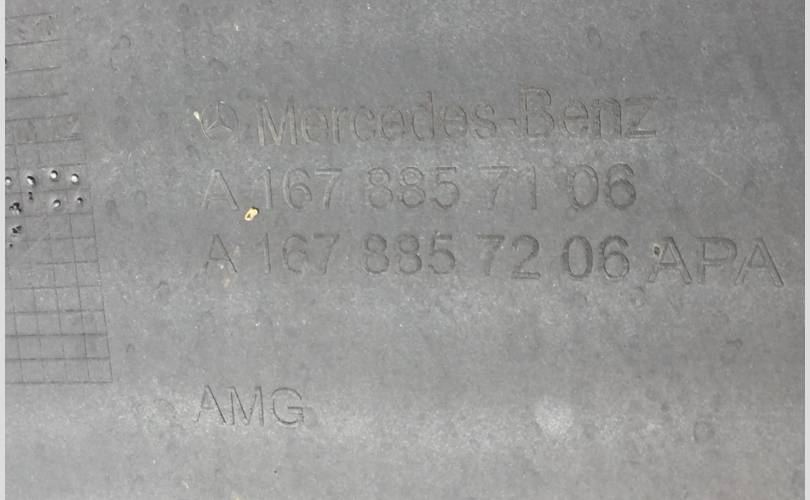 Mercedes-Benz
A 167 885 71 06
A 167 885 72 06 APA
AMG